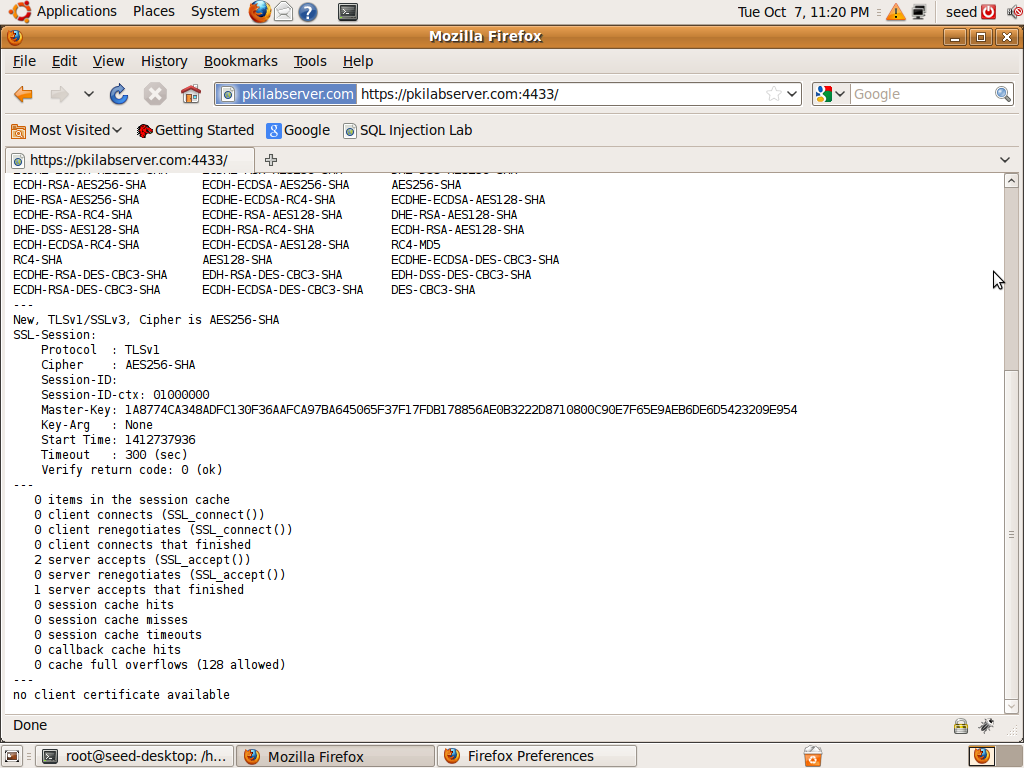 Applications Places System Tue Oct 7, 11:20 PM seed
Mozilla Firefox
File Edit View History Bookmarks Tools Help
pkilabserver.com https://pkilabserver.com:4433/ Google
Most Visited Getting Started Google SQL Injection Lab
https://pkilabserver.com:4433/
ECDH-RSA-AES256-SHA ECDH-ECDSA-AES256-SHA AES256-SHA
DHE-RSA-AES256-SHA ECDHE-ECDSA-RC4-SHA ECDHE-ECDSA-AES128-SHA
ECDHE-RSA-RC4-SHA ECDHE-RSA-AES128-SHA DHE-RSA-AES128-SHA
DHE-DSS-AES128-SHA ECDH-RSA-RC4-SHA ECDH-RSA-AES128-SHA
ECDH-ECDSA-RC4-SHA ECDH-ECDSA-AES128-SHA RC4-MD5
RC4-SHA AES128-SHA ECDHE-ECDSA-DES-CBC3-SHA
ECDHE-RSA-DES-CBC3-SHA EDH-RSA-DES-CBC3-SHA EDH-DSS-DES-CBC3-SHA
ECDH-RSA-DES-CBC3-SHA ECDH-ECDSA-DES-CBC3-SHA DES-CBC3-SHA
---
New, TLSv1/SSLv3, Cipher is AES256-SHA
SSL-Session:
Protocol : TLSv1
Cipher : AES256-SHA
Session-ID:
Session-ID-ctx: 01000000
Master-Key: 1A8774CA348ADFC130F36AAFCA97BA645065F37F17FDB178856AE0B3222D8710800C90E7F65E9AEB6DE6D5423209E954
Key-Arg : None
Start Time: 1412737936
Timeout : 300 (sec)
Verify return code: 0 (ok)
---
0 items in the session cache
0 client connects (SSL_connect())
0 client renegotiates (SSL_connect())
0 client connects that finished
2 server accepts (SSL_accept())
0 server renegotiates (SSL_accept())
1 server accepts that finished
0 session cache hits
0 session cache misses
0 session cache timeouts
0 callback cache hits
0 cache full overflows (128 allowed)
---
no client certificate available
Done
root@seed-desktop: /h... Mozilla Firefox Firefox Preferences